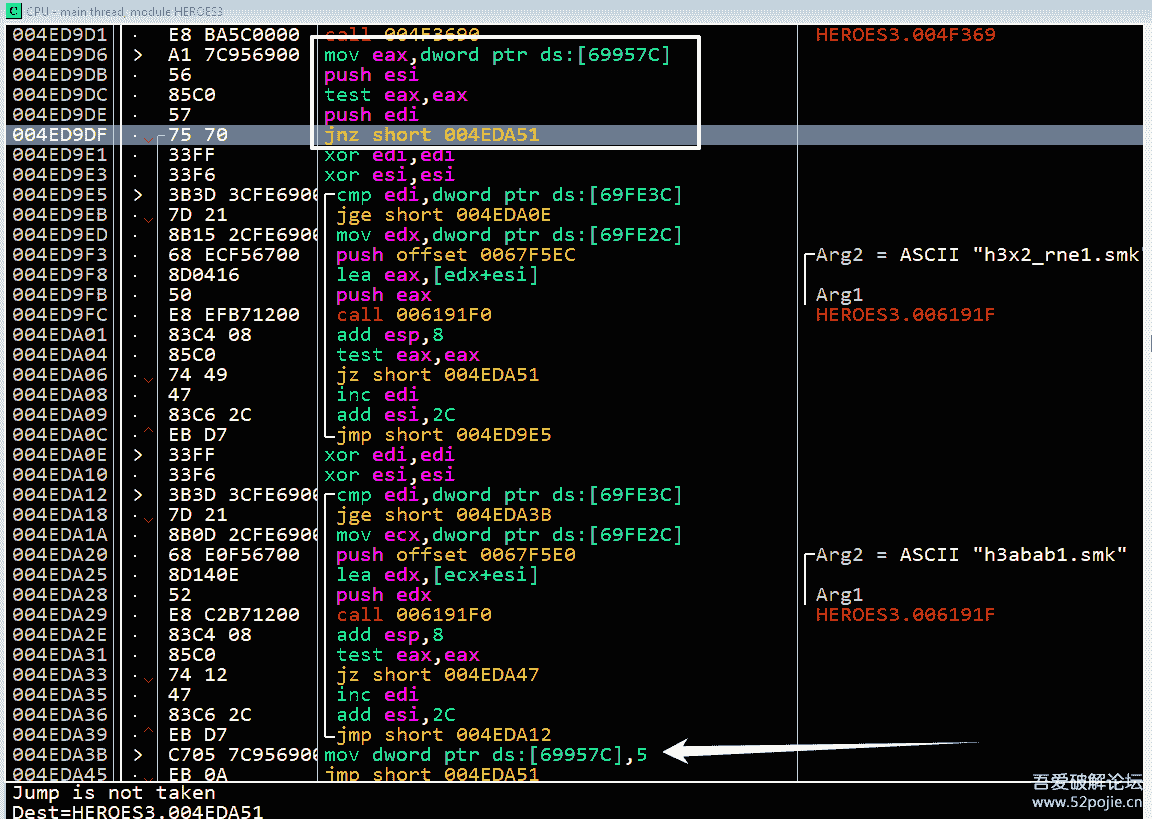 C CPU - main thread, module HEROES3
004ED9D1 · E8 BA5C0000 call 004F3690 HEROES3.004F369
004ED9D6 > A1 7C956900 mov eax,dword ptr ds:[69957C]
004ED9DB · 56 push esi
004ED9DC · 85C0 test eax,eax
004ED9DE · 57 push edi
004ED9DF · 75 70 jnz short 004EDA51
004ED9E1 · 33FF xor edi,edi
004ED9E3 · 33F6 xor esi,esi
004ED9E5 > 3B3D 3CFE6900 cmp edi,dword ptr ds:[69FE3C]
004ED9EB · 7D 21 jge short 004EDA0E
004ED9ED · 8B15 2CFE6900 mov edx,dword ptr ds:[69FE2C]
004ED9F3 · 68 ECF56700 push offset 0067F5EC Arg2 = ASCII "h3x2_rne1.smk"
004ED9F8 · 8D0416 lea eax,[edx+esi]
004ED9FB · 50 push eax Arg1
004ED9FC · E8 EFB71200 call 006191F0 HEROES3.006191F
004EDA01 · 83C4 08 add esp,8
004EDA04 · 85C0 test eax,eax
004EDA06 · 74 49 jz short 004EDA51
004EDA08 · 47 inc edi
004EDA09 · 83C6 2C add esi,2C
004EDA0C · EB D7 jmp short 004ED9E5
004EDA0E > 33FF xor edi,edi
004EDA10 · 33F6 xor esi,esi
004EDA12 > 3B3D 3CFE6900 cmp edi,dword ptr ds:[69FE3C]
004EDA18 · 7D 21 jge short 004EDA3B
004EDA1A · 8B0D 2CFE6900 mov ecx,dword ptr ds:[69FE2C]
004EDA20 · 68 E0F56700 push offset 0067F5E0 Arg2 = ASCII "h3abab1.smk"
004EDA25 · 8D140E lea edx,[ecx+esi]
004EDA28 · 52 push edx Arg1
004EDA29 · E8 C2B71200 call 006191F0 HEROES3.006191F
004EDA2E · 83C4 08 add esp,8
004EDA31 · 85C0 test eax,eax
004EDA33 · 74 12 jz short 004EDA47
004EDA35 · 47 inc edi
004EDA36 · 83C6 2C add esi,2C
004EDA39 · EB D7 jmp short 004EDA12
004EDA3B > C705 7C956900 mov dword ptr ds:[69957C],5
004EDA45 · EB 0A jmp short 004EDA51
Jump is not taken
Dest=HEROES3.004EDA51
吾爱破解论坛
www.52pojie.cn